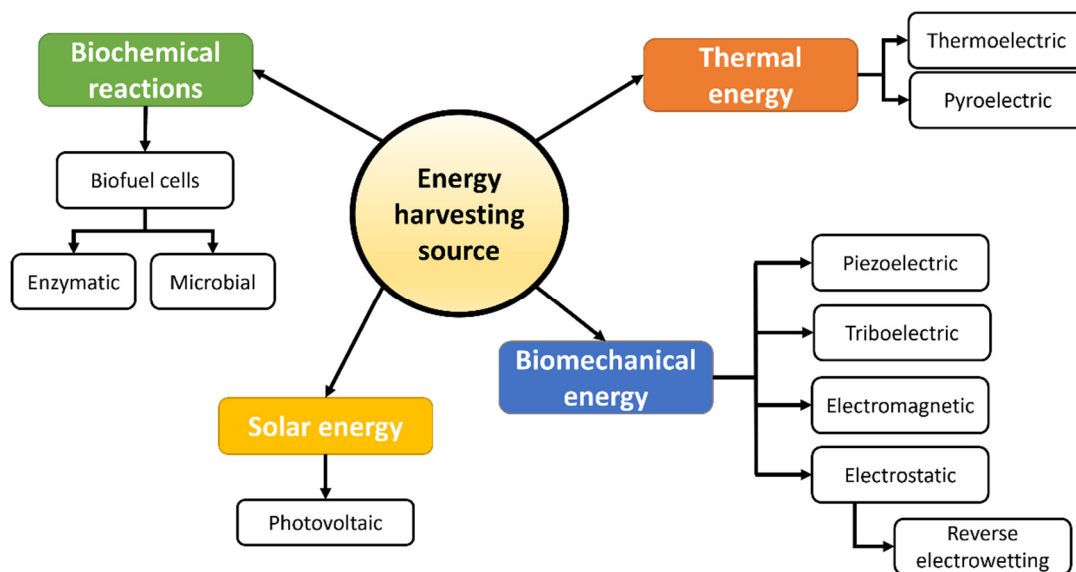 Biochemical
reactions
Biofuel cells
Enzymatic
Microbial
Energy
harvesting
source
Thermal
energy
Thermoelectric
Pyroelectric
Solar energy
Photovoltaic
Biomechanical
energy
Piezoelectric
Triboelectric
Electromagnetic
Electrostatic
Reverse
electrowetting